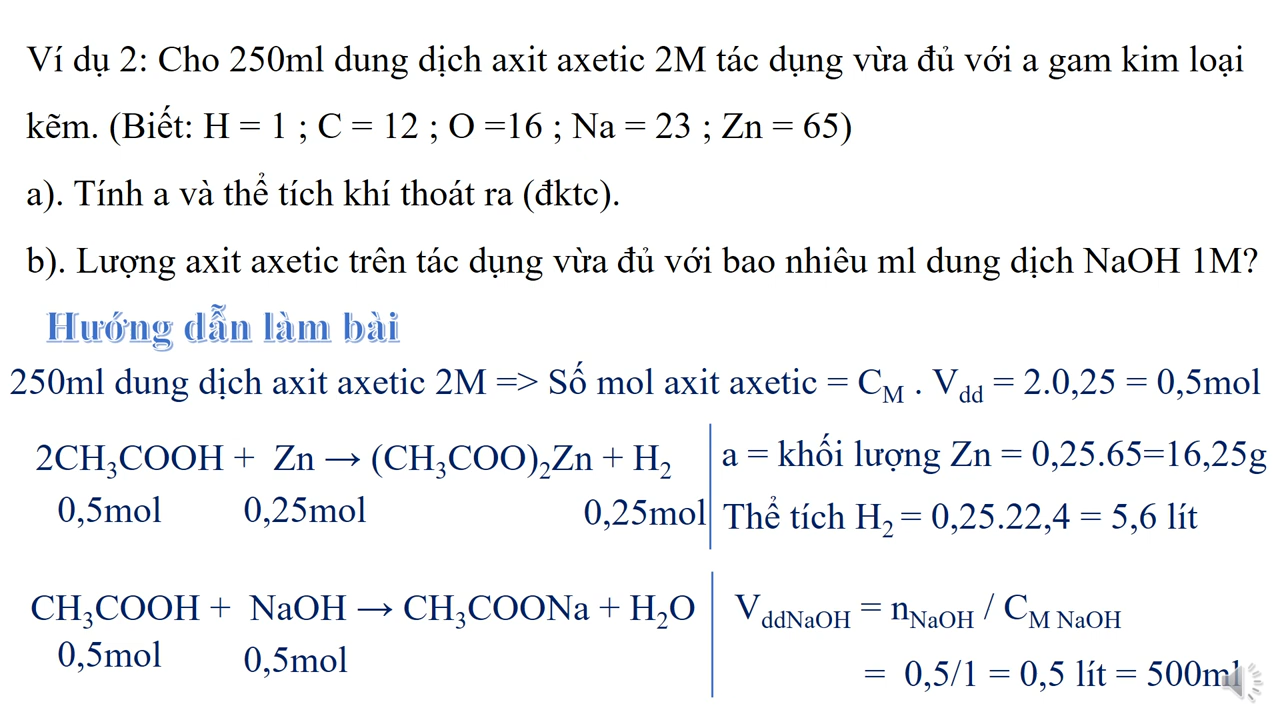 Ví dụ 2: Cho 250ml dung dịch axit axetic 2M tác dụng vừa đủ với a gam kim loại
kẽm. (Biết: H = 1 ; C = 12 ; O =16 ; Na = 23 ; Zn = 65)
a). Tính a và thể tích khí thoát ra (đktc).
b). Lượng axit axetic trên tác dụng vừa đủ với bao nhiêu ml dung dịch NaOH 1M?
Hướng dẫn làm bài
250ml dung dịch axit axetic 2M => Số mol axit axetic = C_M . V_dd = 2.0,25 = 0,5mol
2CH₃COOH + Zn → (CH₃COO)₂Zn + H₂
0,5mol 0,25mol 0,25mol
a = khối lượng Zn = 0,25.65=16,25g
Thể tích H₂ = 0,25.22,4 = 5,6 lít
CH₃COOH + NaOH → CH₃COONa + H₂O
0,5mol 0,5mol
V_ddNaOH = n_NaOH / C_M NaOH
= 0,5/1 = 0,5 lít = 500ml